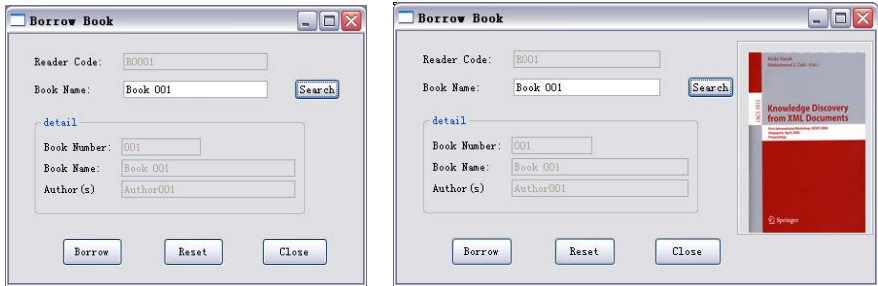 Borrow Book
Reader Code: R0001
Book Name: Book 001 Search
detail
Book Number: 001
Book Name: Book 001
Author(s) Author001
Borrow Reset Close
Borrow Book
Reader Code: R001
Book Name: Book 001 Search
detail
Book Number: 001
Book Name: Book 001
Author(s) Author001
Borrow Reset Close
Knowledge Discovery
from XML Documents
Springer